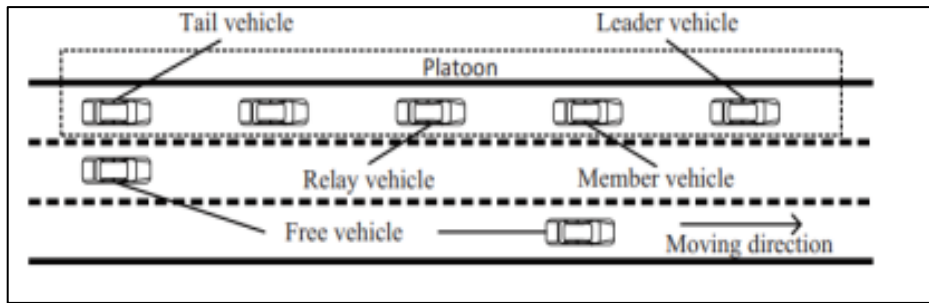 Tail vehicle
Leader vehicle
Platoon
Relay vehicle
Member vehicle
Free vehicle
Moving direction